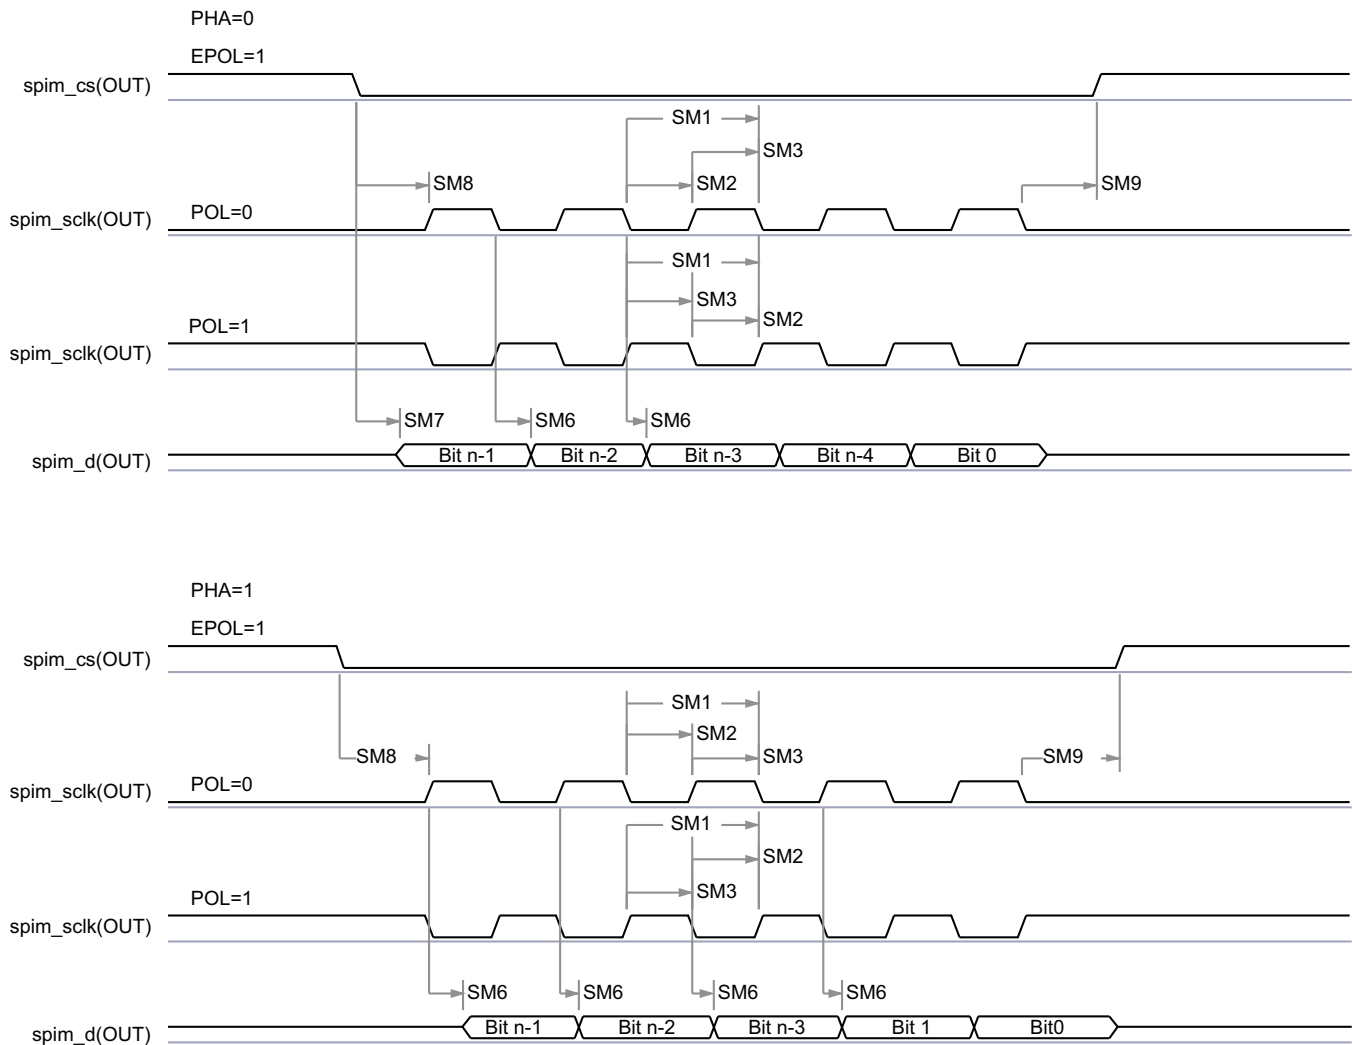 PHA=0
EPOL=1
spim_cs(OUT)
SM1
SM3
SM8
SM2
SM9
POL=0
spim_sclk(OUT)
SM1
SM3
SM2
POL=1
spim_sclk(OUT)
SM7
SM6
SM6
spim_d(OUT)
Bit n-1
Bit n-2
Bit n-3
Bit n-4
Bit 0
PHA=1
EPOL=1
spim_cs(OUT)
SM1
SM2
SM8
SM3
SM9
POL=0
spim_sclk(OUT)
SM1
SM2
SM3
POL=1
spim_sclk(OUT)
SM6
SM6
SM6
SM6
spim_d(OUT)
Bit n-1
Bit n-2
Bit n-3
Bit 1
Bit0